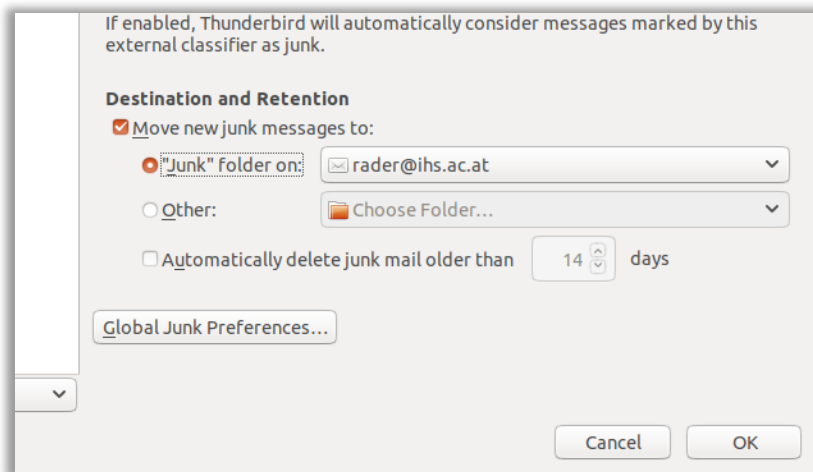 If enabled, Thunderbird will automatically consider messages marked by this
external classifier as junk.
Destination and Retention
Move new junk messages to:
"Junk" folder on: rader@ihs.ac.at
Other: Choose Folder...
Automatically delete junk mail older than 14 days
Global Junk Preferences...
Cancel OK